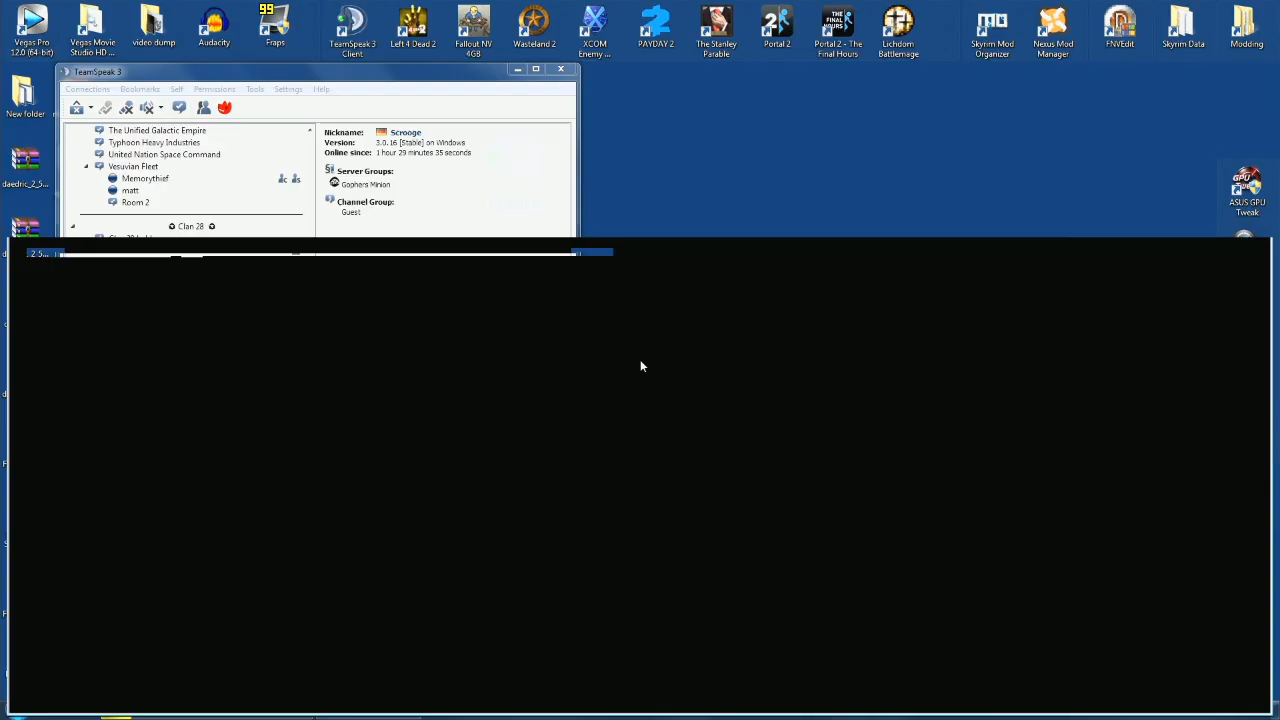 99
Vegas Pro
12.0 (64-bit)
Vegas Movie
Studio HD ...
video dump
Audacity
Fraps
TeamSpeak 3
Client
Left 4 Dead 2
Fallout NV
4GB
Wasteland 2
XCOM
Enemy ...
PAYDAY 2
The Stanley
Parable
Portal 2
Portal 2 - The
Final Hours
Lichdom
Battlemage
Skyrim Mod
Organizer
Nexus Mod
Manager
FNVEdit
Skyrim Data
Modding
New folder
daedric_2_5...
ASUS GPU
Tweak
TeamSpeak 3
Connections Bookmarks Self Permissions Tools Settings Help
The Unified Galactic Empire
Typhoon Heavy Industries
United Nation Space Command
Vesuvian Fleet
Memorythief
matt
Room 2
Clan 28
Nickname: Scrooge
Version: 3.0.16 [Stable] on Windows
Online since: 1 hour 29 minutes 35 seconds
Server Groups:
Gophers Minion
Channel Group:
Guest
2 5...